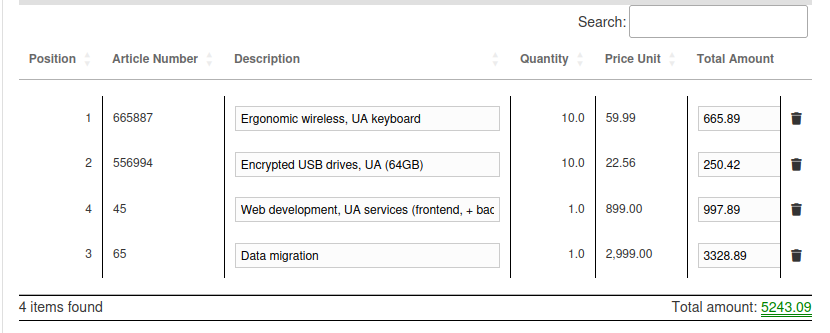 Search:
Position Article Number Description Quantity Price Unit Total Amount
1 665887 Ergonomic wireless, UA keyboard 10.0 59.99 665.89
2 556994 Encrypted USB drives, UA (64GB) 10.0 22.56 250.42
4 45 Web development, UA services (frontend, + bac 1.0 899.00 997.89
3 65 Data migration 1.0 2,999.00 3328.89
4 items found Total amount: 5243.09